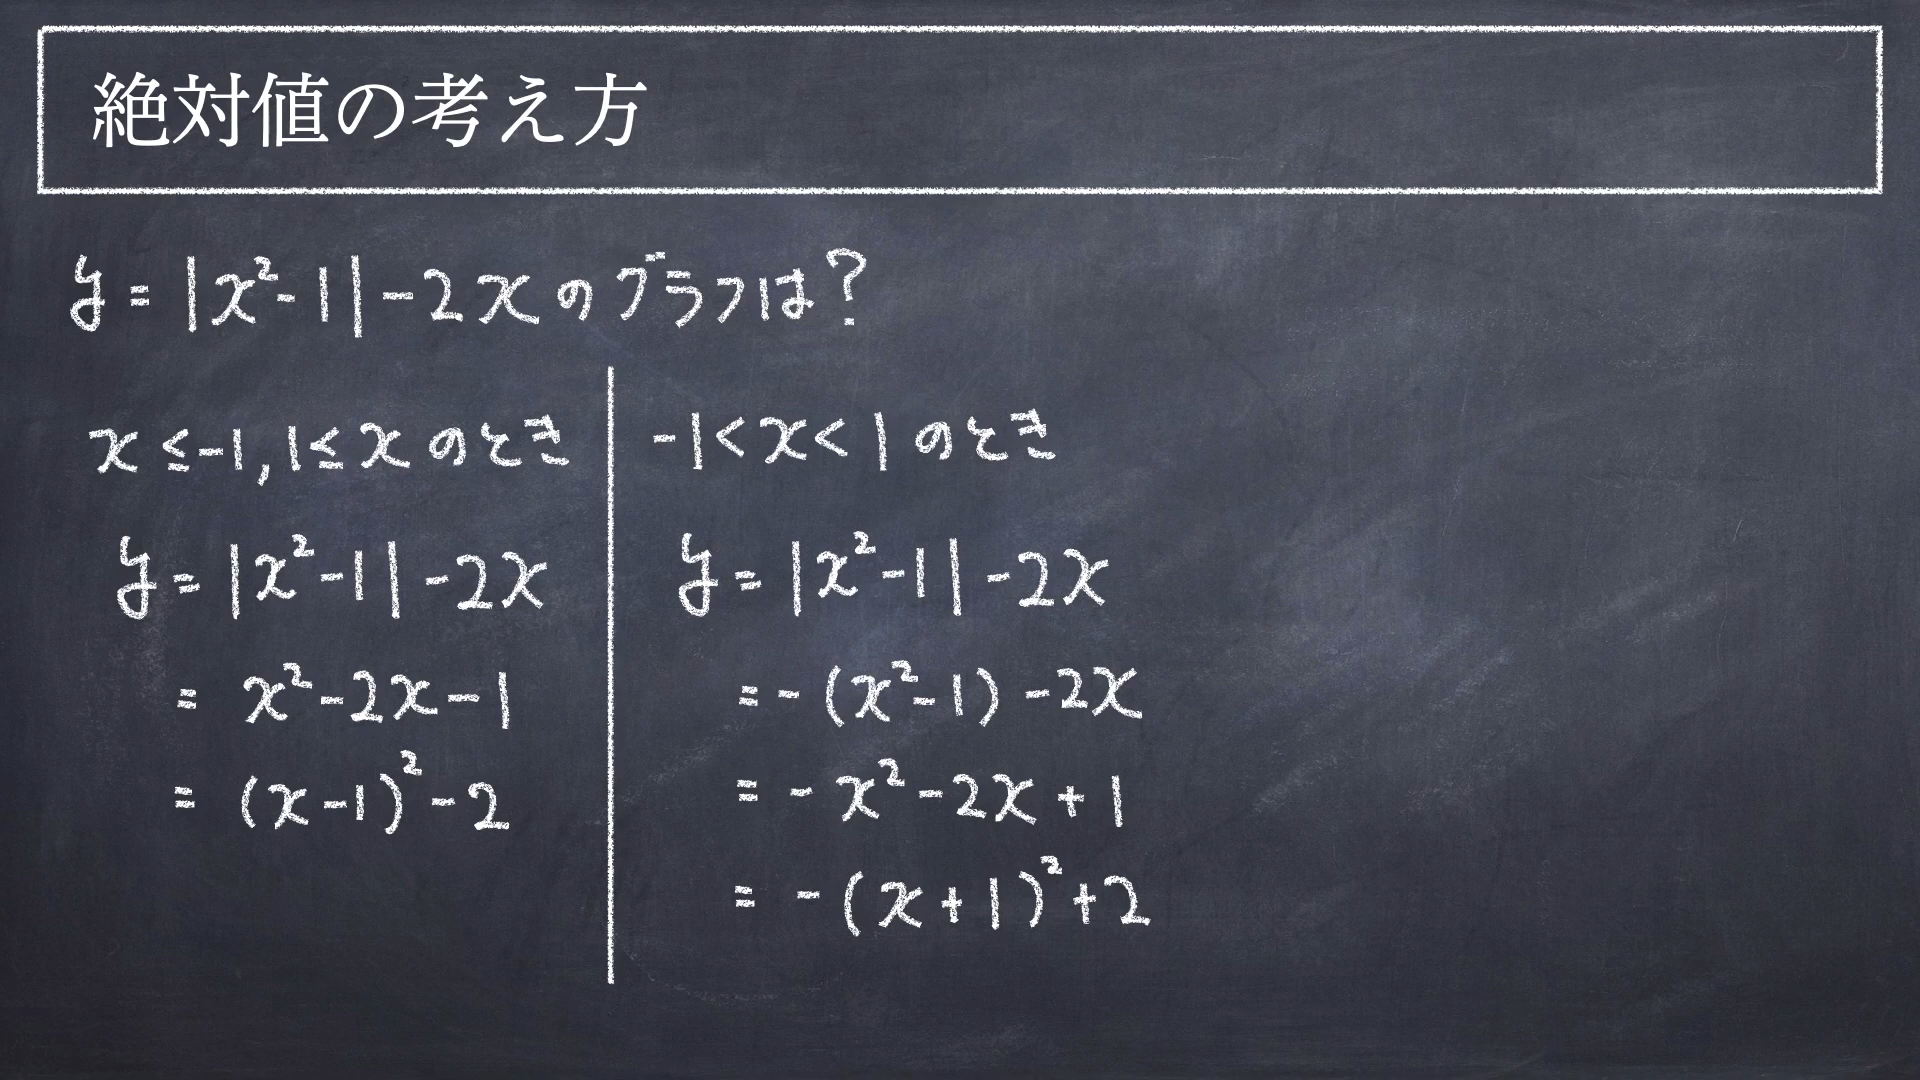 絶対値の考え方
y = |x²-1| -2x のグラフは?
x ≤ -1, 1 ≤ x のとき
y = |x²-1| -2x
= x²-2x-1
= (x-1)²-2
-1 < x < 1 のとき
y = |x²-1| -2x
= -(x²-1) -2x
= -x²-2x+1
= -(x+1)²+2